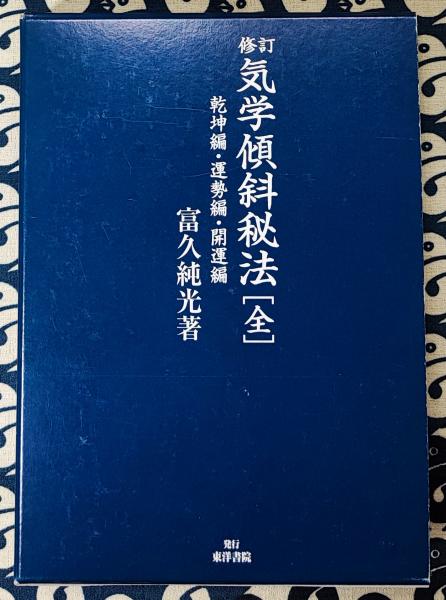 修訂 気学傾斜秘法[全]
乾坤編・運勢編・開運編
富久純光著
発行
東洋書院